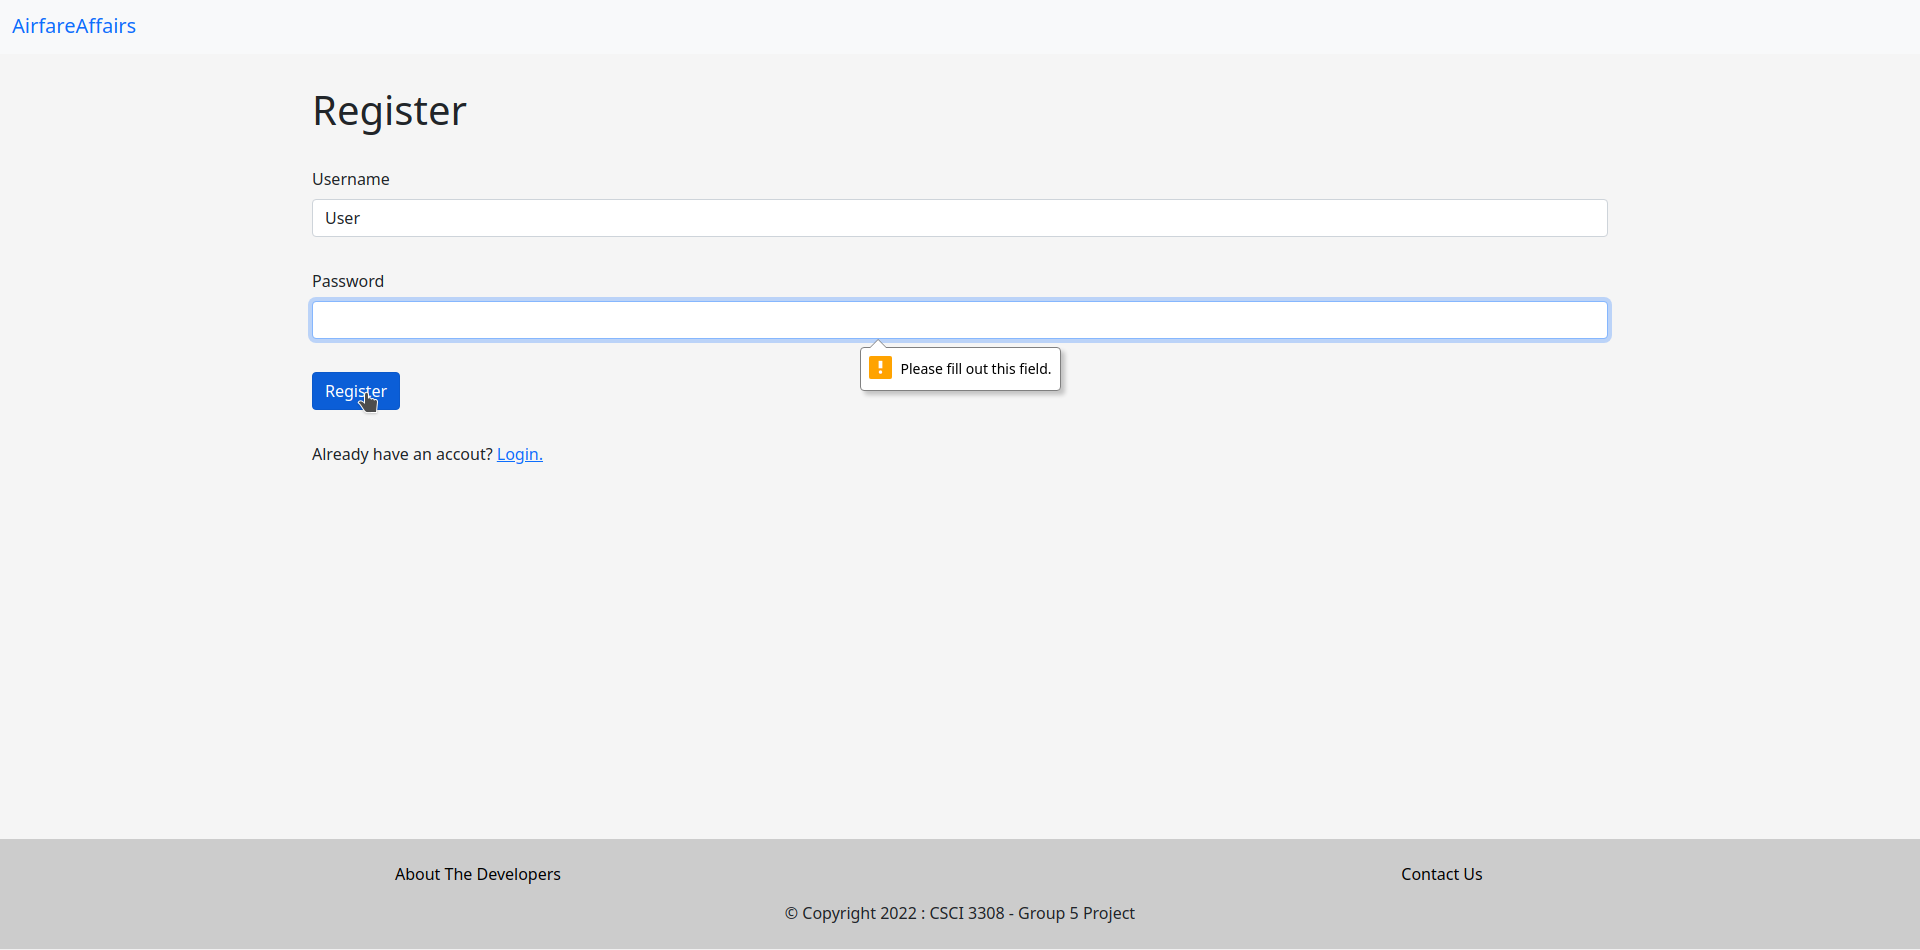 AirfareAffairs
Register
Username
User
Password
Please fill out this field.
Register
Already have an accout? Login.
About The Developers
Contact Us
© Copyright 2022 : CSCI 3308 - Group 5 Project